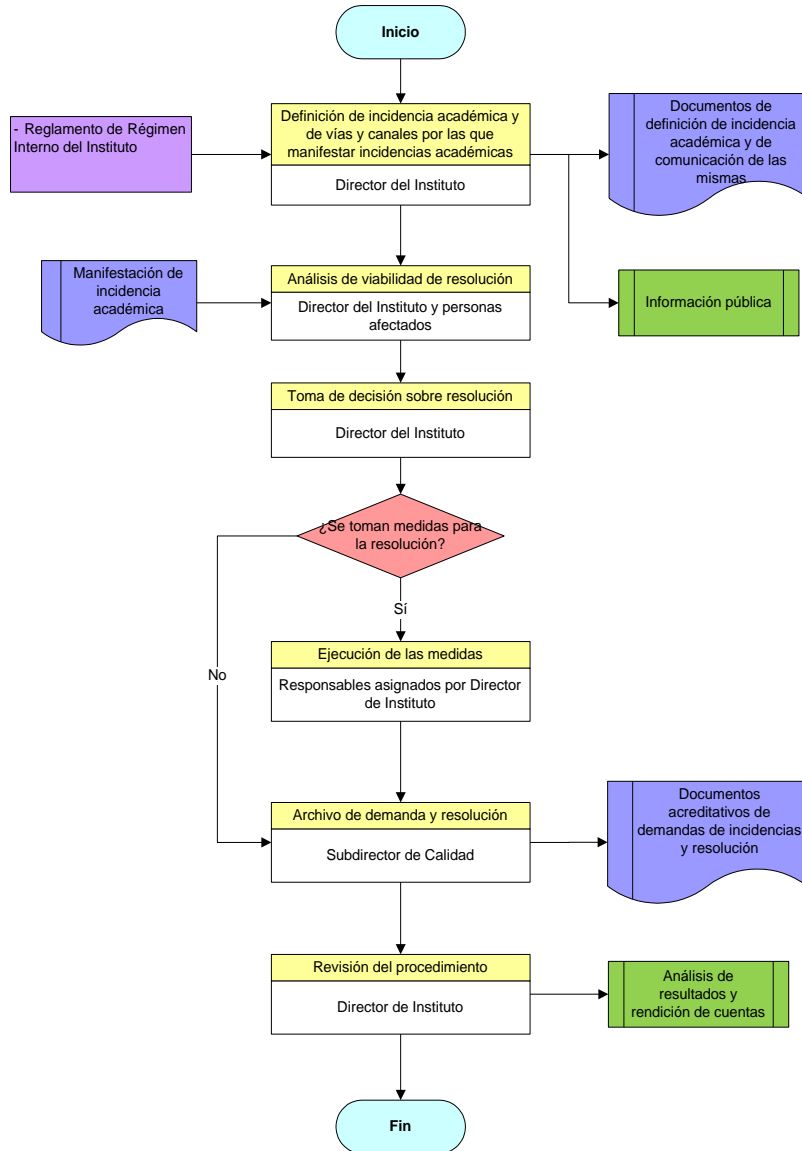 Inicio
- Reglamento de Régimen
Interno del Instituto
Definición de incidencia académica y
de vías y canales por las que
manifestar incidencias académicas
Director del Instituto
Documentos de
definición de incidencia
académica y de
comunicación de las
mismas
Manifestación de
incidencia
académica
Análisis de viabilidad de resolución
Director del Instituto y personas
afectados
Información pública
Toma de decisión sobre resolución
Director del Instituto
¿Se toman medidas para
la resolución?
Sí
No
Ejecución de las medidas
Responsables asignados por Director
de Instituto
Archivo de demanda y resolución
Subdirector de Calidad
Documentos
acreditativos de
demandas de incidencias
y resolución
Revisión del procedimiento
Director de Instituto
Análisis de
resultados y
rendición de cuentas
Fin